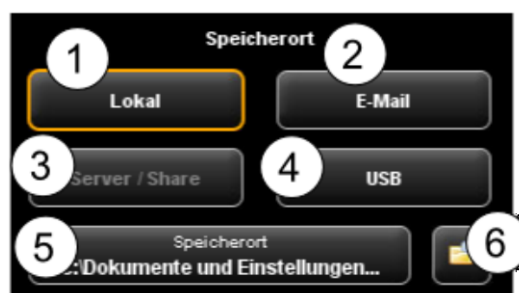 Speicherort
1
2
Lokal
E-Mail
3
4
Server / Share
USB
5
6
Speicherort
:\Dokumente und Einstellungen...